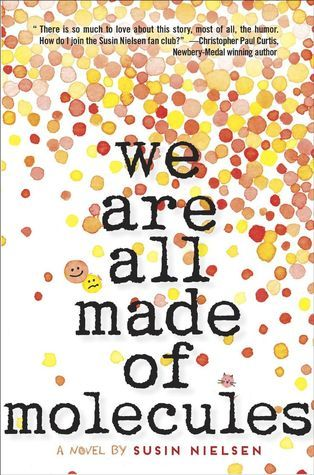 “There is so much to love about this story, most of all, the humor.
How do I join the Susin Nielsen fan club?” —Christopher Paul Curtis,
Newbery-Medal winning author
we
are
all
made
of
molecules
A NOVEL BY SUSIN NIELSEN